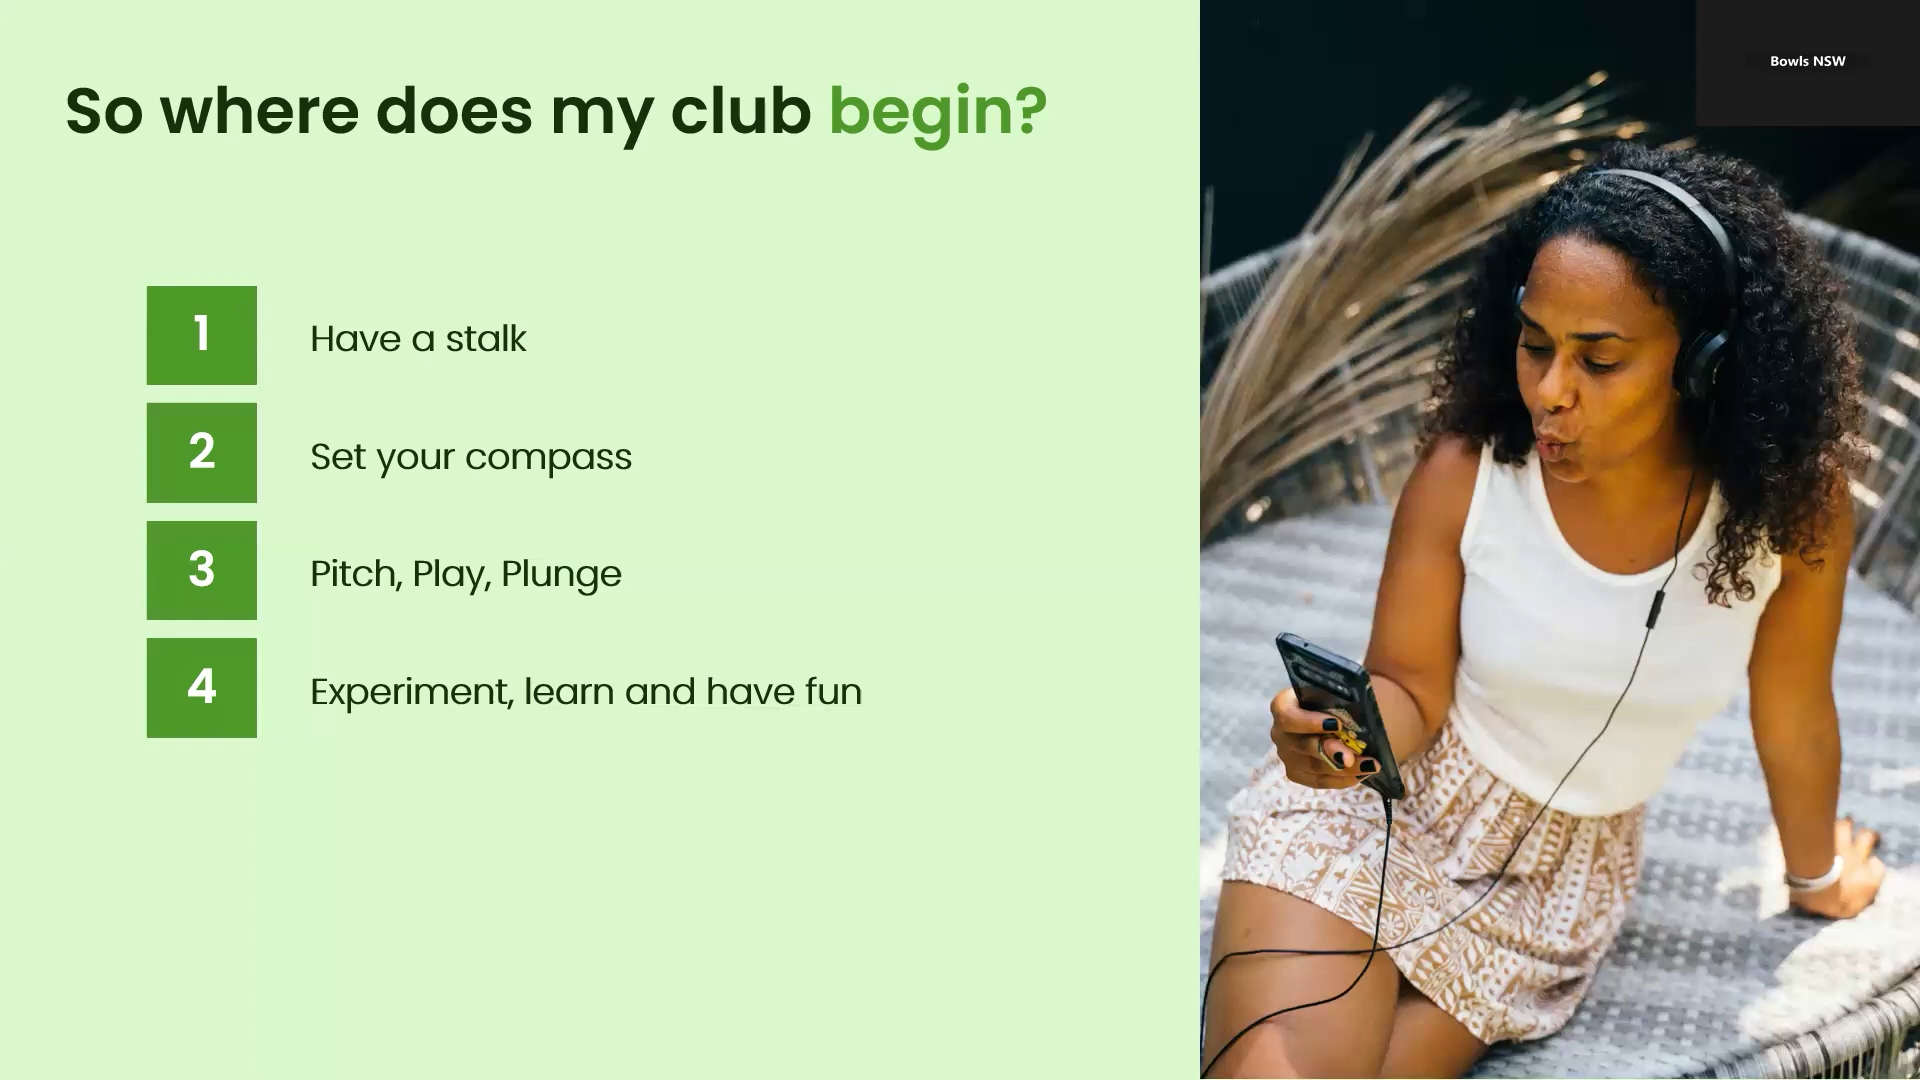 So where does my club begin?
1 Have a stalk
2 Set your compass
3 Pitch, Play, Plunge
4 Experiment, learn and have fun
Bowls NSW